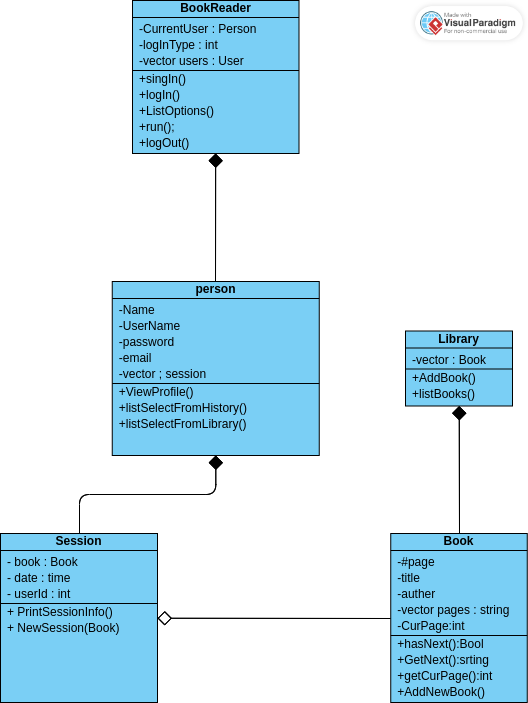 BookReader
-CurrentUser : Person
-logInType : int
-vector users : User
+singIn()
+logIn()
+ListOptions()
+run();
+logOut()
Made with
VisualParadigm
For non-commercial use
person
-Name
-UserName
-password
-email
-vector ; session
+ViewProfile()
+listSelectFromHistory()
+listSelectFromLibrary()
Library
-vector : Book
+AddBook()
+listBooks()
Session
- book : Book
- date : time
- userId : int
+ PrintSessionInfo()
+ NewSession(Book)
Book
-#page
-title
-auther
-vector pages : string
-CurPage:int
+hasNext():Bool
+GetNext():srting
+getCurPage():int
+AddNewBook()